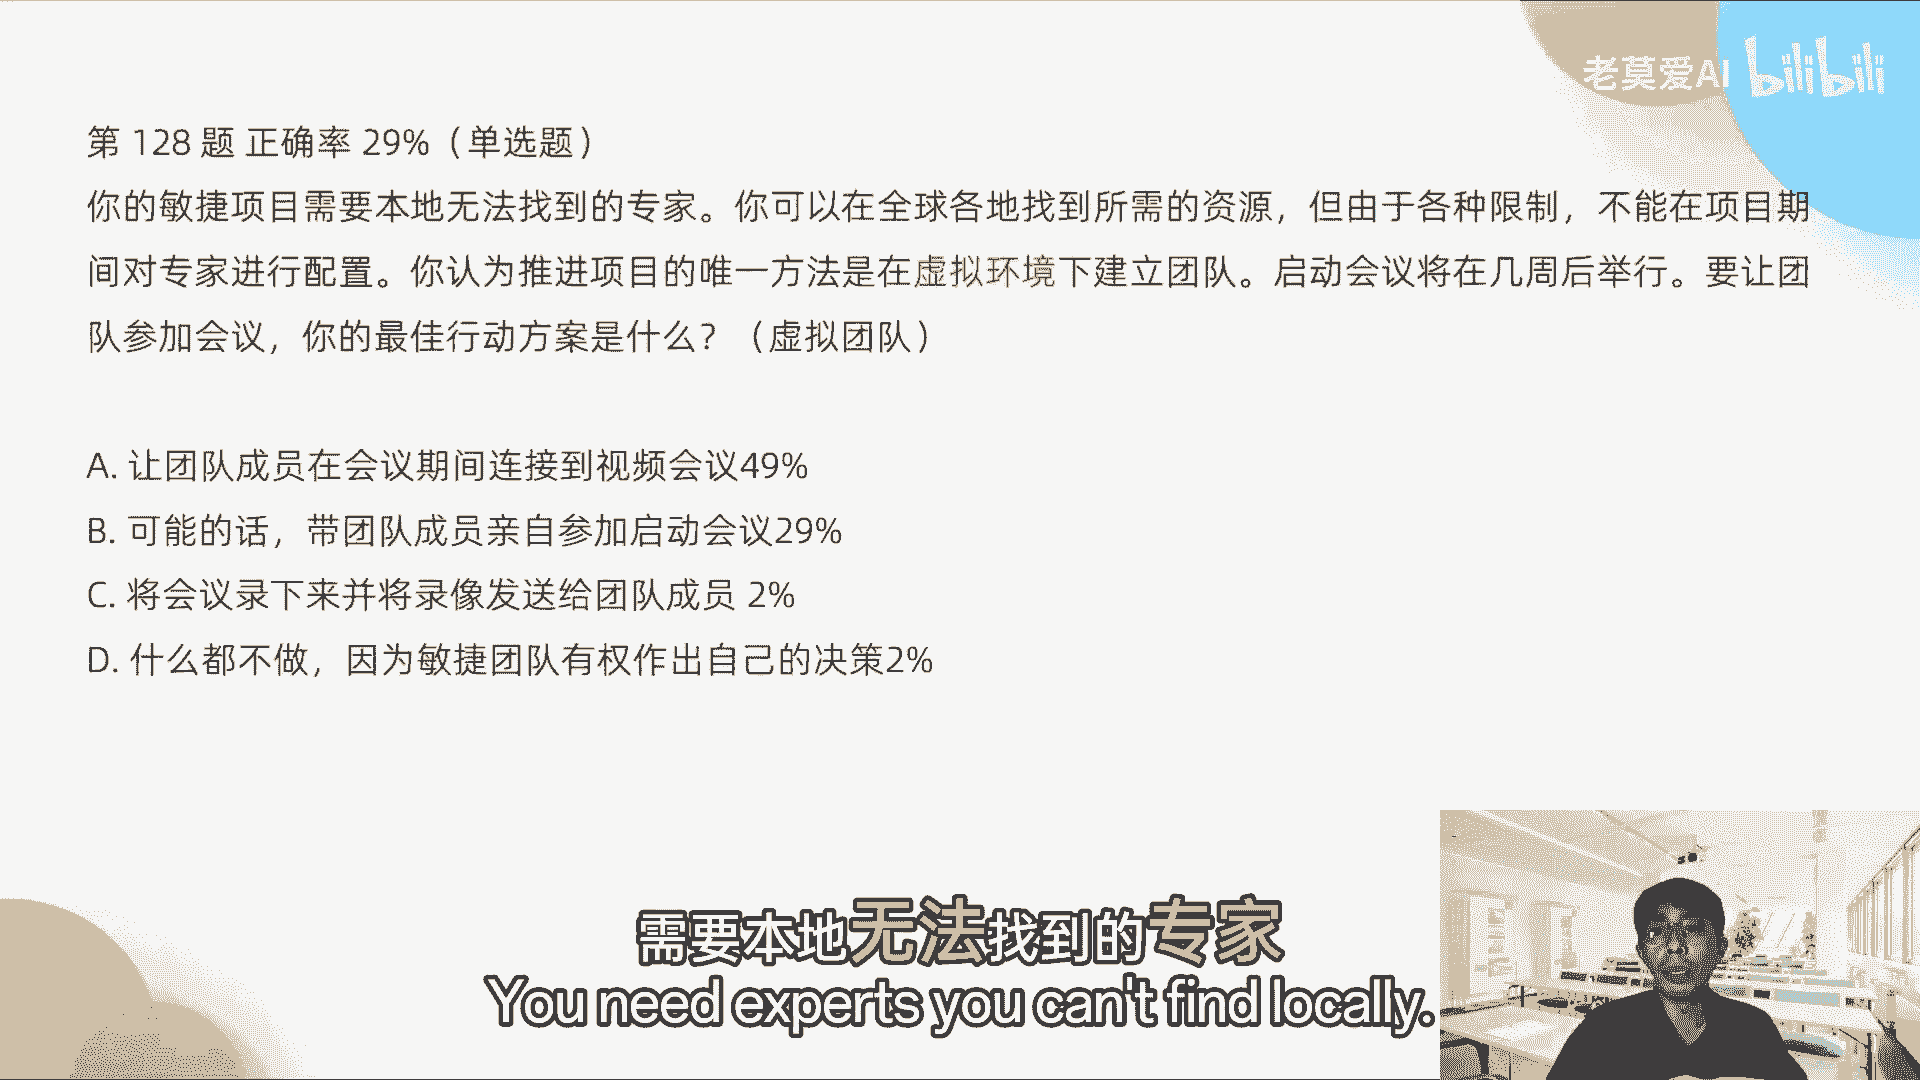 老莫爱AI bilibili
第 128 题 正确率 29%（单选题）
你的敏捷项目需要本地无法找到的专家。你可以在全球各地找到所需的资源，但由于各种限制，不能在项目期
间对专家进行配置。你认为推进项目的唯一方法是在虚拟环境下建立团队。启动会议将在几周后举行。要让团
队参加会议，你的最佳行动方案是什么？（虚拟团队）
A. 让团队成员在会议期间连接到视频会议49%
B. 可能的话，带团队成员亲自参加启动会议29%
C. 将会议录下来并将录像发送给团队成员 2%
D. 什么都不做，因为敏捷团队有权作出自己的决策2%
需要本地无法找到的专家
You need experts you can't find locally.